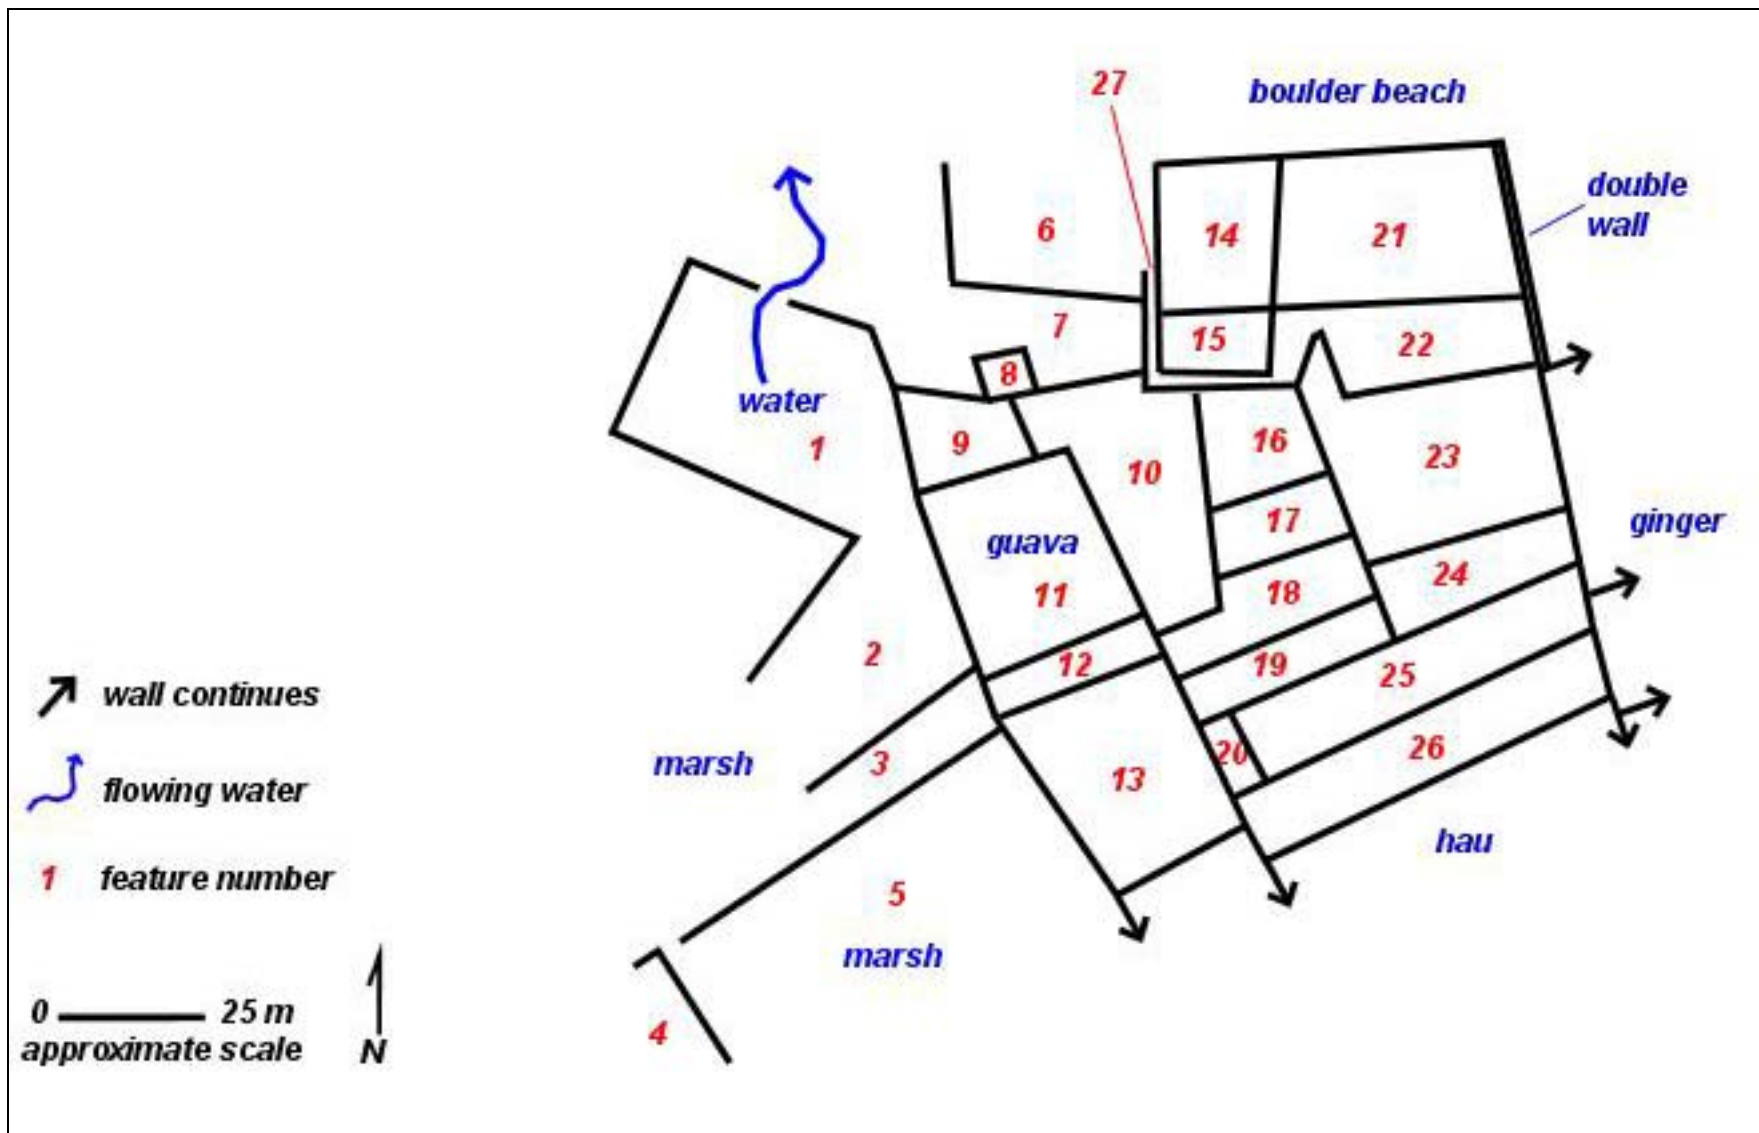 27
boulder beach
double
wall
6
14
21
7
15
22
8
water
1
9
10
16
23
17
ginger
guava
11
18
24
2
12
19
25
wall continues
marsh
3
13
20
26
flowing water
hau
1 feature number
5
marsh
0 25 m
approximate scale
N
4